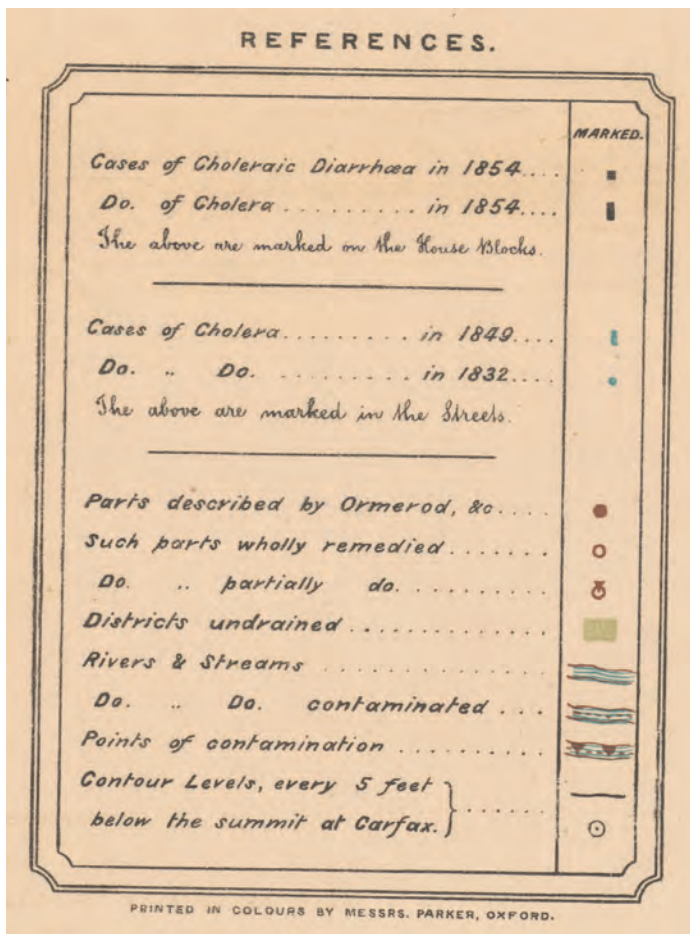 REFERENCES.
MARKED.
Cases of Choleraic Diarrhœa in 1854....
Do. of Cholera ......... in 1854....
The above are marked on the House Blocks.
Cases of Cholera......... in 1849....
Do. „ Do. ......... in 1832....
The above are marked in the Streets.
Parts described by Ormerod, &c....
Such parts wholly remedied.......
Do. „ partially do...........
Districts undrained..............
Rivers & Streams ...............
Do. „ Do. contaminated ...
Points of contamination ..........
Contour Levels, every 5 feet
below the summit at Carfax. ......
PRINTED IN COLOURS BY MESSRS. PARKER, OXFORD.